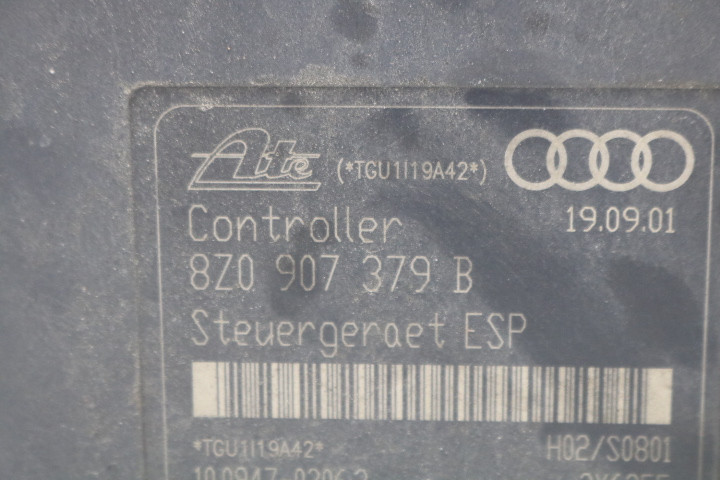 Ate (*TGU1I19A42*)
19.09.01
Controller
8Z0 907 379 B
Steuergeraet ESP
*TGU1I19A42* H02/S0801